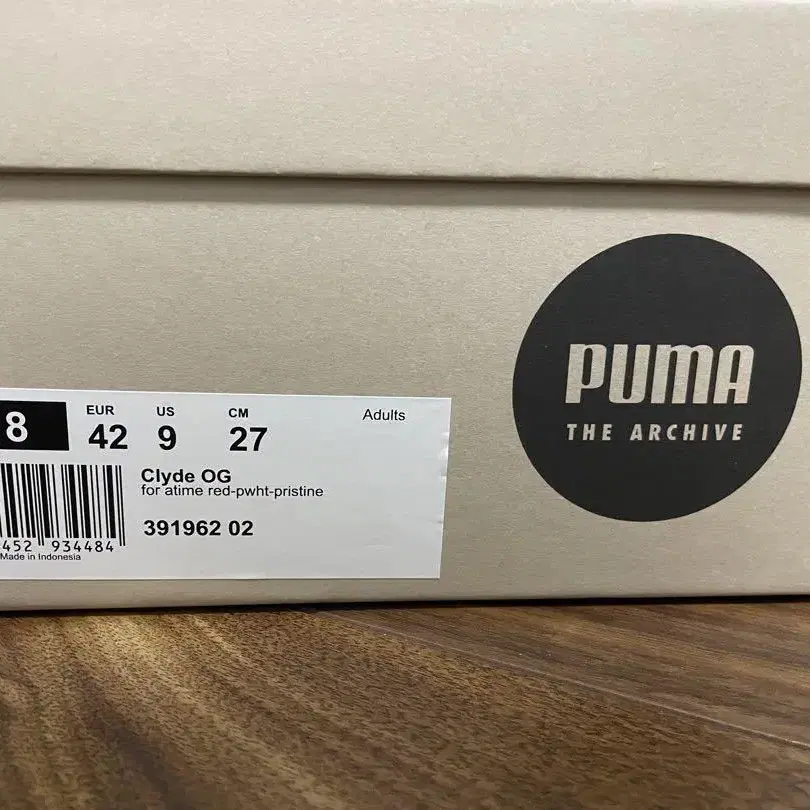 EUR US CM Adults
8 42 9 27
Clyde OG
for atime red-pwht-pristine
391962 02
452 934484
Made in Indonesia
PUMA
THE ARCHIVE